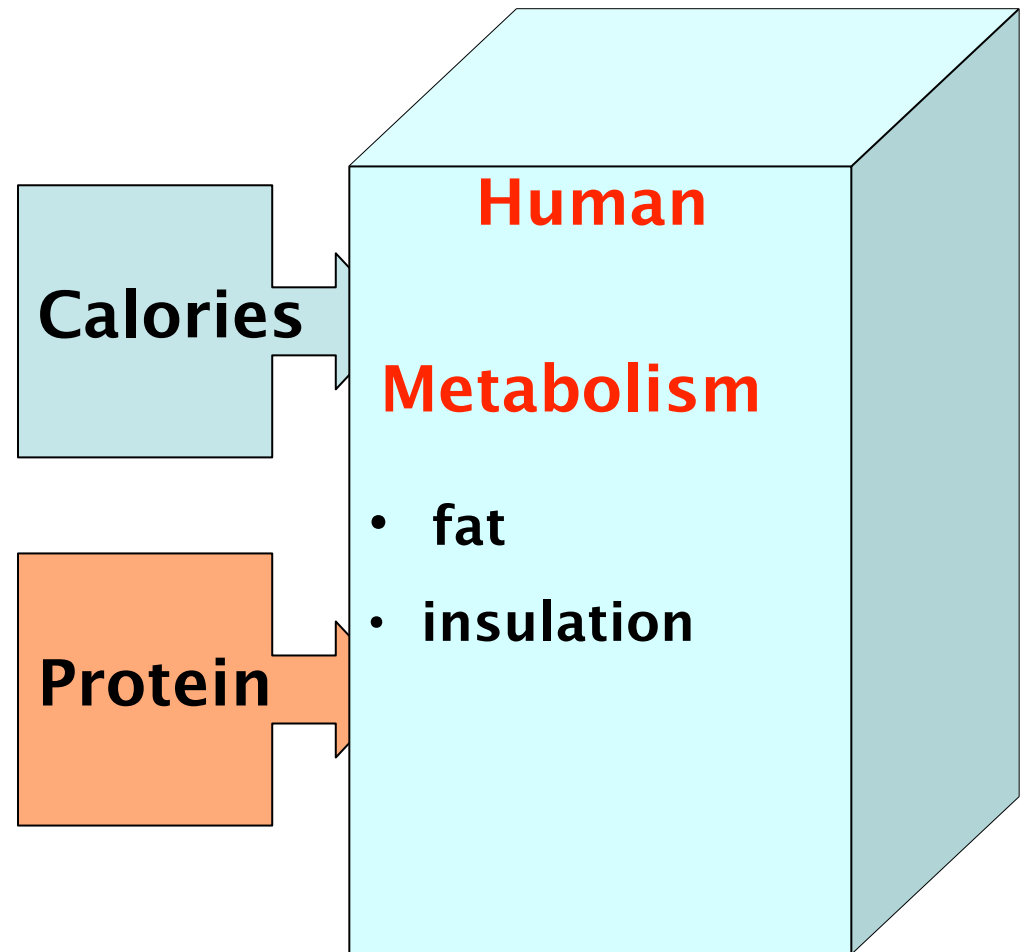 Calories
Protein
Human
Metabolism
• fat
• insulation